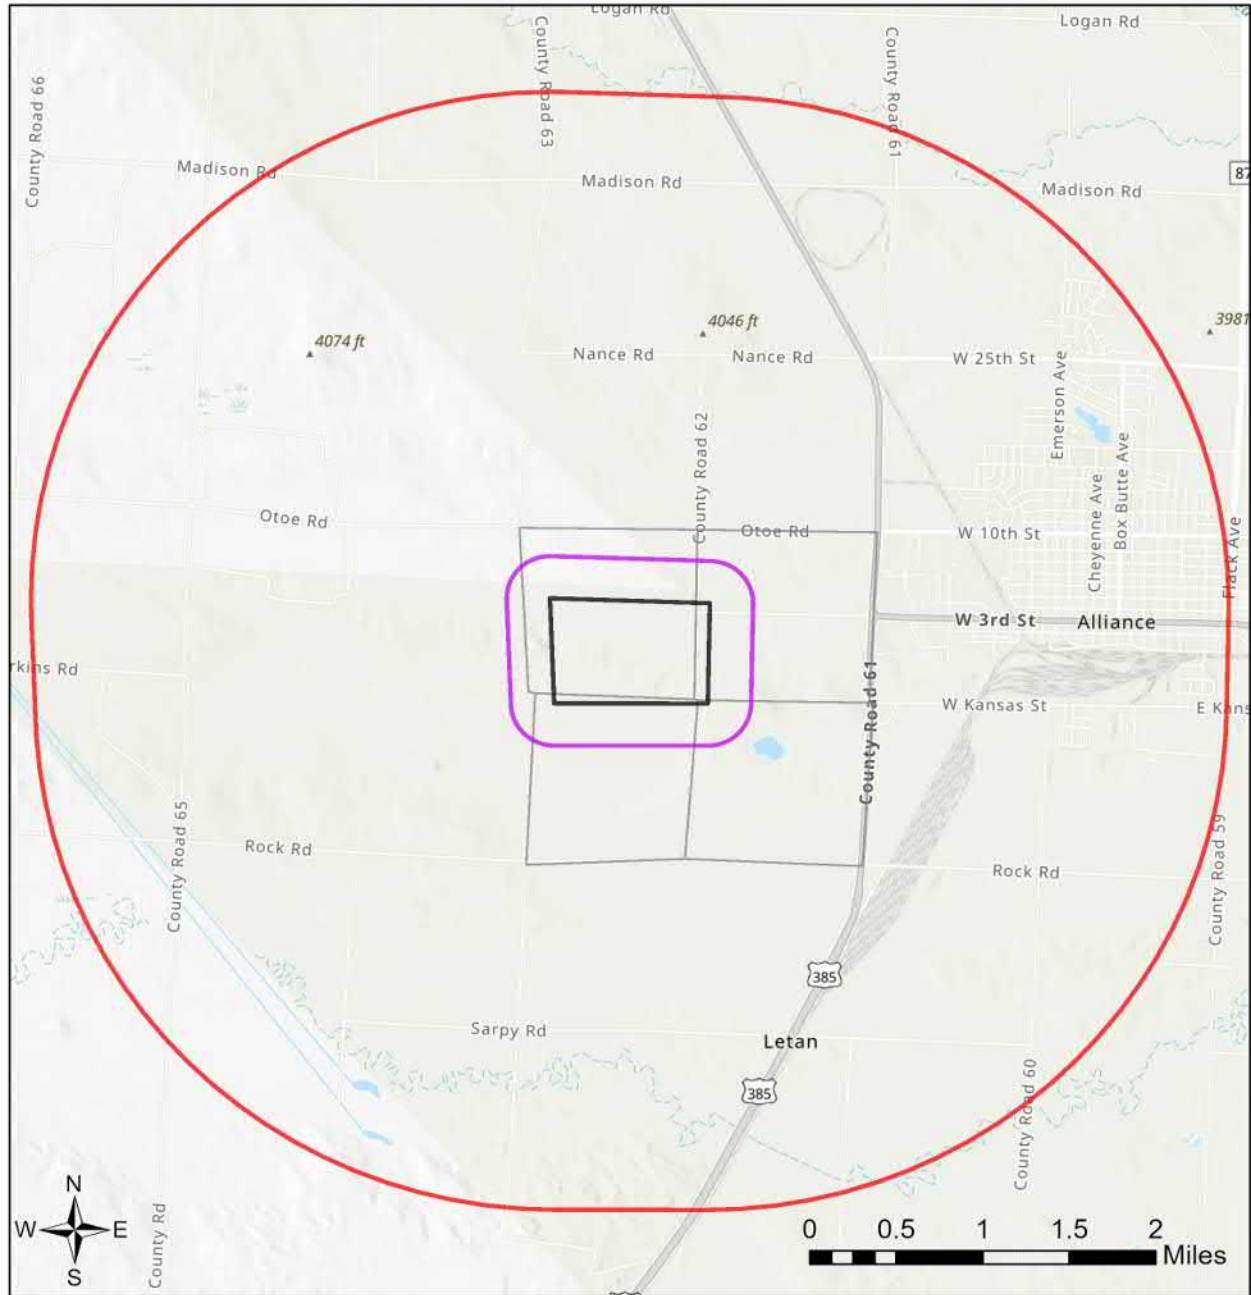 Logan Rd
Logan Rd
County Road 66
County Road 63
County Road 61
Madison Rd
Madison Rd
Madison Rd
87
4074 ft
4046 ft
3981
Nance Rd
Nance Rd
W 25th St
Emerson Ave
County Road 62
Cheyenne Ave
Box Butte Ave
Flack Ave
Otoe Rd
Otoe Rd
W 10th St
W 3rd St
Alliance
rkins Rd
County Road 61
W Kansas St
E Kans
County Road 65
Rock Rd
Rock Rd
County Road 59
385
Sarpy Rd
Letan
385
County Road 60
County Rd
N
W E
S
0 0.5 1 1.5 2
Miles